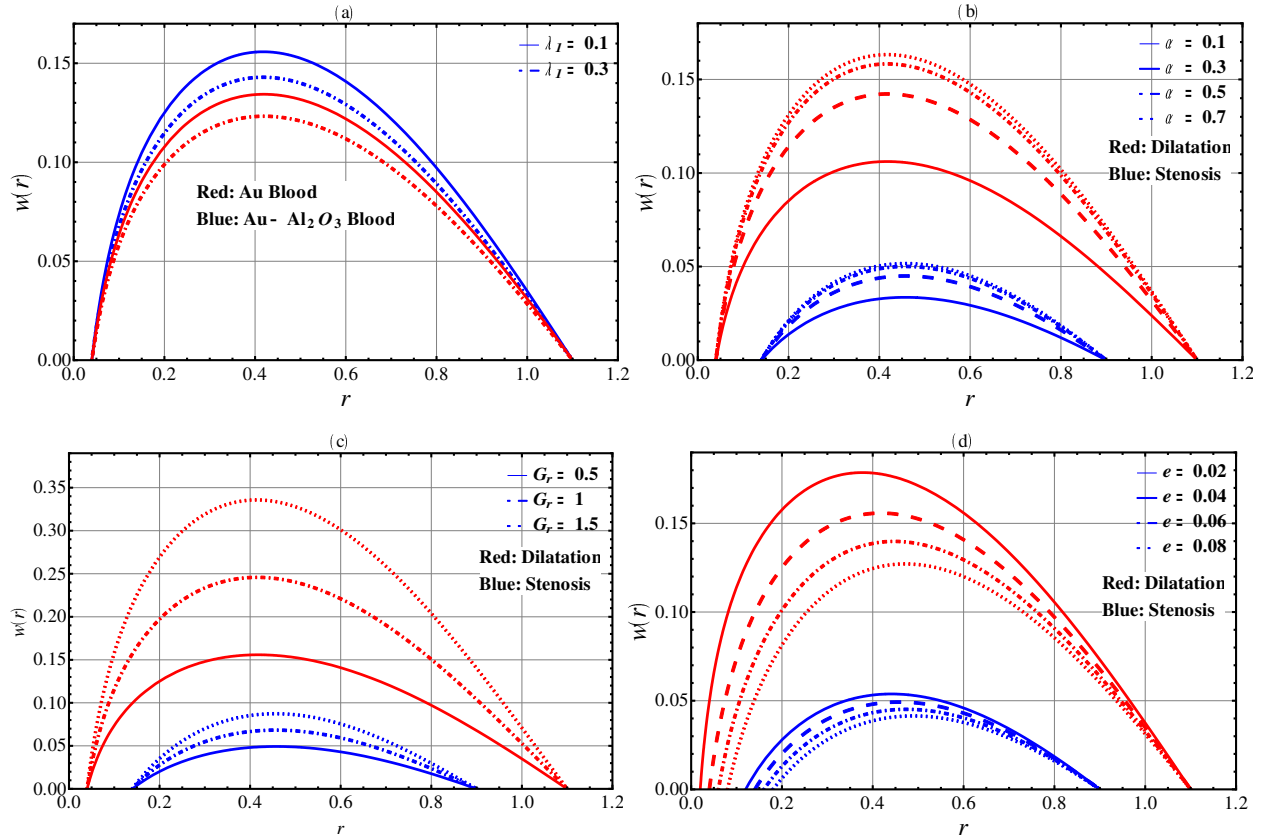 (a)
λ₁ = 0.1
λ₁ = 0.3
Red: Au Blood
Blue: Au - Al₂O₃ Blood
w(r)
0.15
0.10
0.05
0.00
0.0 0.2 0.4 0.6 0.8 1.0 1.2
r
(b)
α = 0.1
α = 0.3
α = 0.5
α = 0.7
Red: Dilatation
Blue: Stenosis
w(r)
0.15
0.10
0.05
0.00
0.0 0.2 0.4 0.6 0.8 1.0 1.2
r
(c)
Gᵣ = 0.5
Gᵣ = 1
Gᵣ = 1.5
Red: Dilatation
Blue: Stenosis
w(r)
0.35
0.30
0.25
0.20
0.15
0.10
0.05
0.00
0.0 0.2 0.4 0.6 0.8 1.0 1.2
r
(d)
e = 0.02
e = 0.04
e = 0.06
e = 0.08
Red: Dilatation
Blue: Stenosis
w(r)
0.15
0.10
0.05
0.00
0.0 0.2 0.4 0.6 0.8 1.0 1.2
r